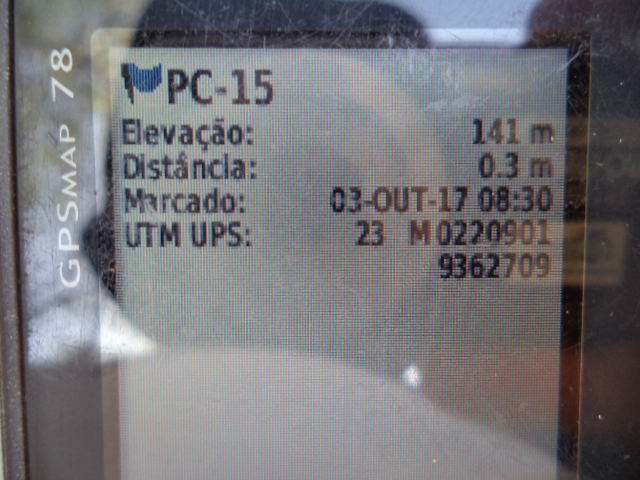 GPSMAP 78
PC-15
Elevação: 141 m
Distância: 0.3 m
Marcado: 03-OUT-17 08:30
UTM UPS: 23 M 0220901
9362709